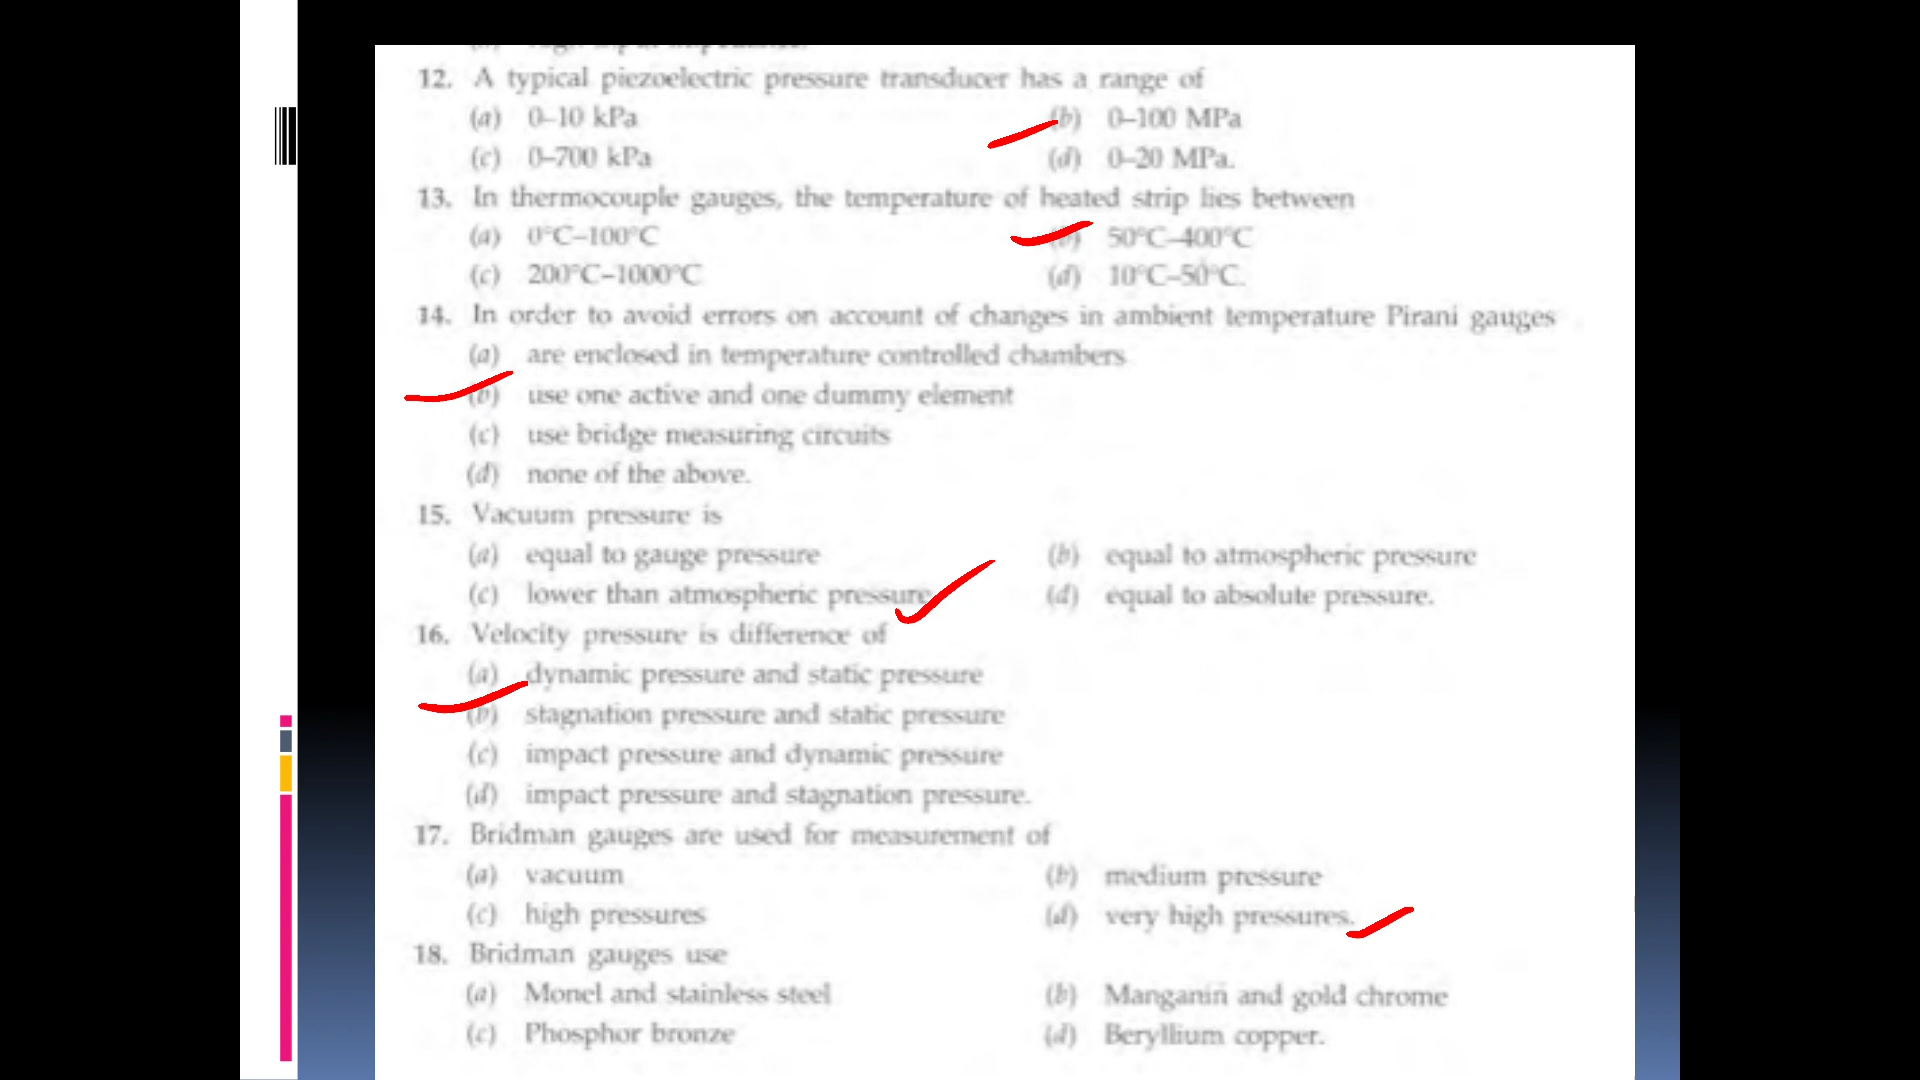 12. A typical piezoelectric pressure transducer has a range of
(a) 0–10 kPa (b) 0–100 MPa
(c) 0–700 kPa (d) 0–20 MPa.
13. In thermocouple gauges, the temperature of heated strip lies between
(a) 0°C–100°C (b) 50°C–400°C
(c) 200°C–1000°C (d) 10°C–50°C.
14. In order to avoid errors on account of changes in ambient temperature Pirani gauges
(a) are enclosed in temperature controlled chambers
(b) use one active and one dummy element
(c) use bridge measuring circuits
(d) none of the above.
15. Vacuum pressure is
(a) equal to gauge pressure (b) equal to atmospheric pressure
(c) lower than atmospheric pressure (d) equal to absolute pressure.
16. Velocity pressure is difference of
(a) dynamic pressure and static pressure
(b) stagnation pressure and static pressure
(c) impact pressure and dynamic pressure
(d) impact pressure and stagnation pressure.
17. Bridman gauges are used for measurement of
(a) vacuum (b) medium pressure
(c) high pressures (d) very high pressures.
18. Bridman gauges use
(a) Monel and stainless steel (b) Manganin and gold chrome
(c) Phosphor bronze (d) Beryllium copper.